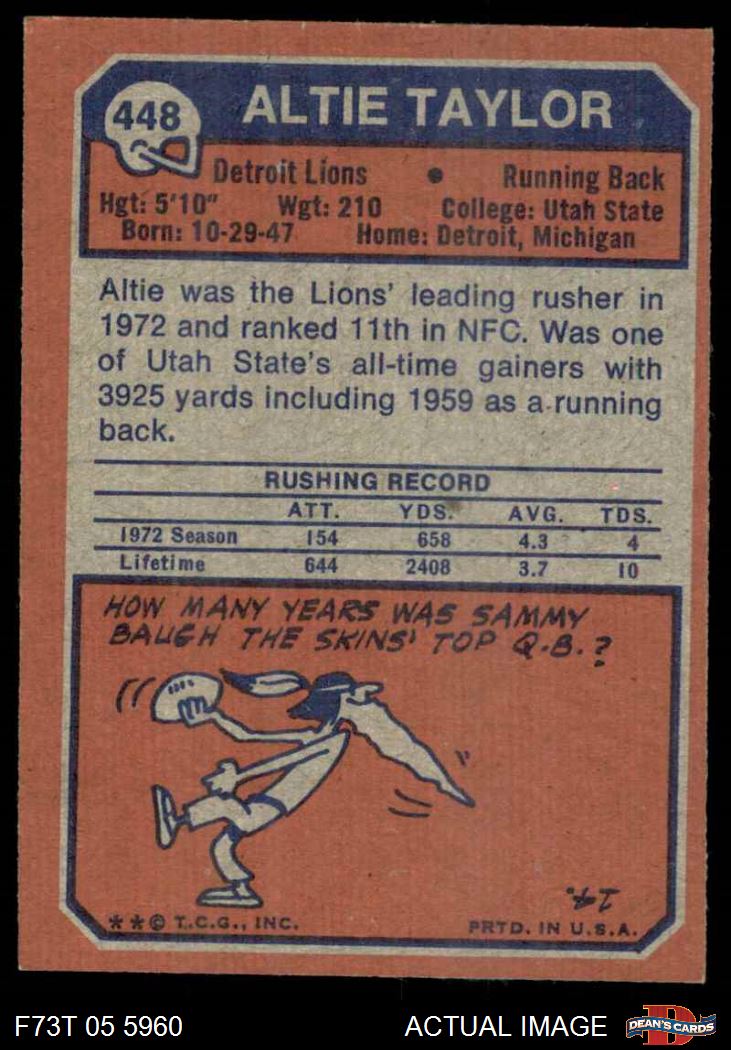 448
ALTIE TAYLOR
Detroit Lions • Running Back
Hgt: 5'10" Wgt: 210 College: Utah State
Born: 10-29-47 Home: Detroit, Michigan
Altie was the Lions' leading rusher in
1972 and ranked 11th in NFC. Was one
of Utah State's all-time gainers with
3925 yards including 1959 as a running
back.
RUSHING RECORD
ATT. YDS. AVG. TDS.
1972 Season 154 658 4.3 4
Lifetime 644 2408 3.7 10
HOW MANY YEARS WAS SAMMY
BAUGH THE SKINS' TOP Q.B.?
14.
**© T.C.G., INC. PRTD. IN U.S.A.
F73T 05 5960 ACTUAL IMAGE DEAN'S CARDS